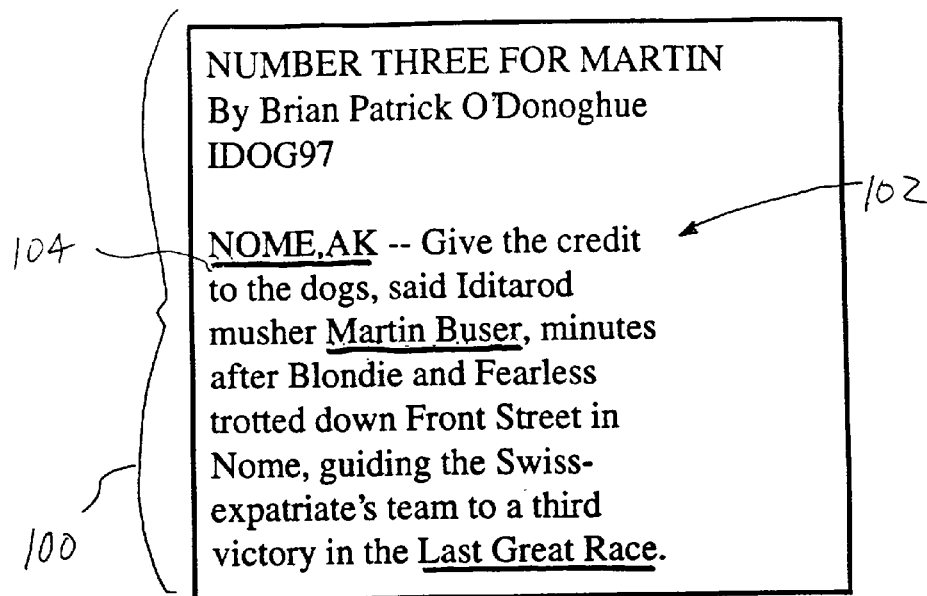 NUMBER THREE FOR MARTIN
By Brian Patrick O'Donoghue
IDOG97
NOME,AK -- Give the credit
to the dogs, said Iditarod
musher Martin Buser, minutes
after Blondie and Fearless
trotted down Front Street in
Nome, guiding the Swiss-
expatriate's team to a third
victory in the Last Great Race.
102
104
100